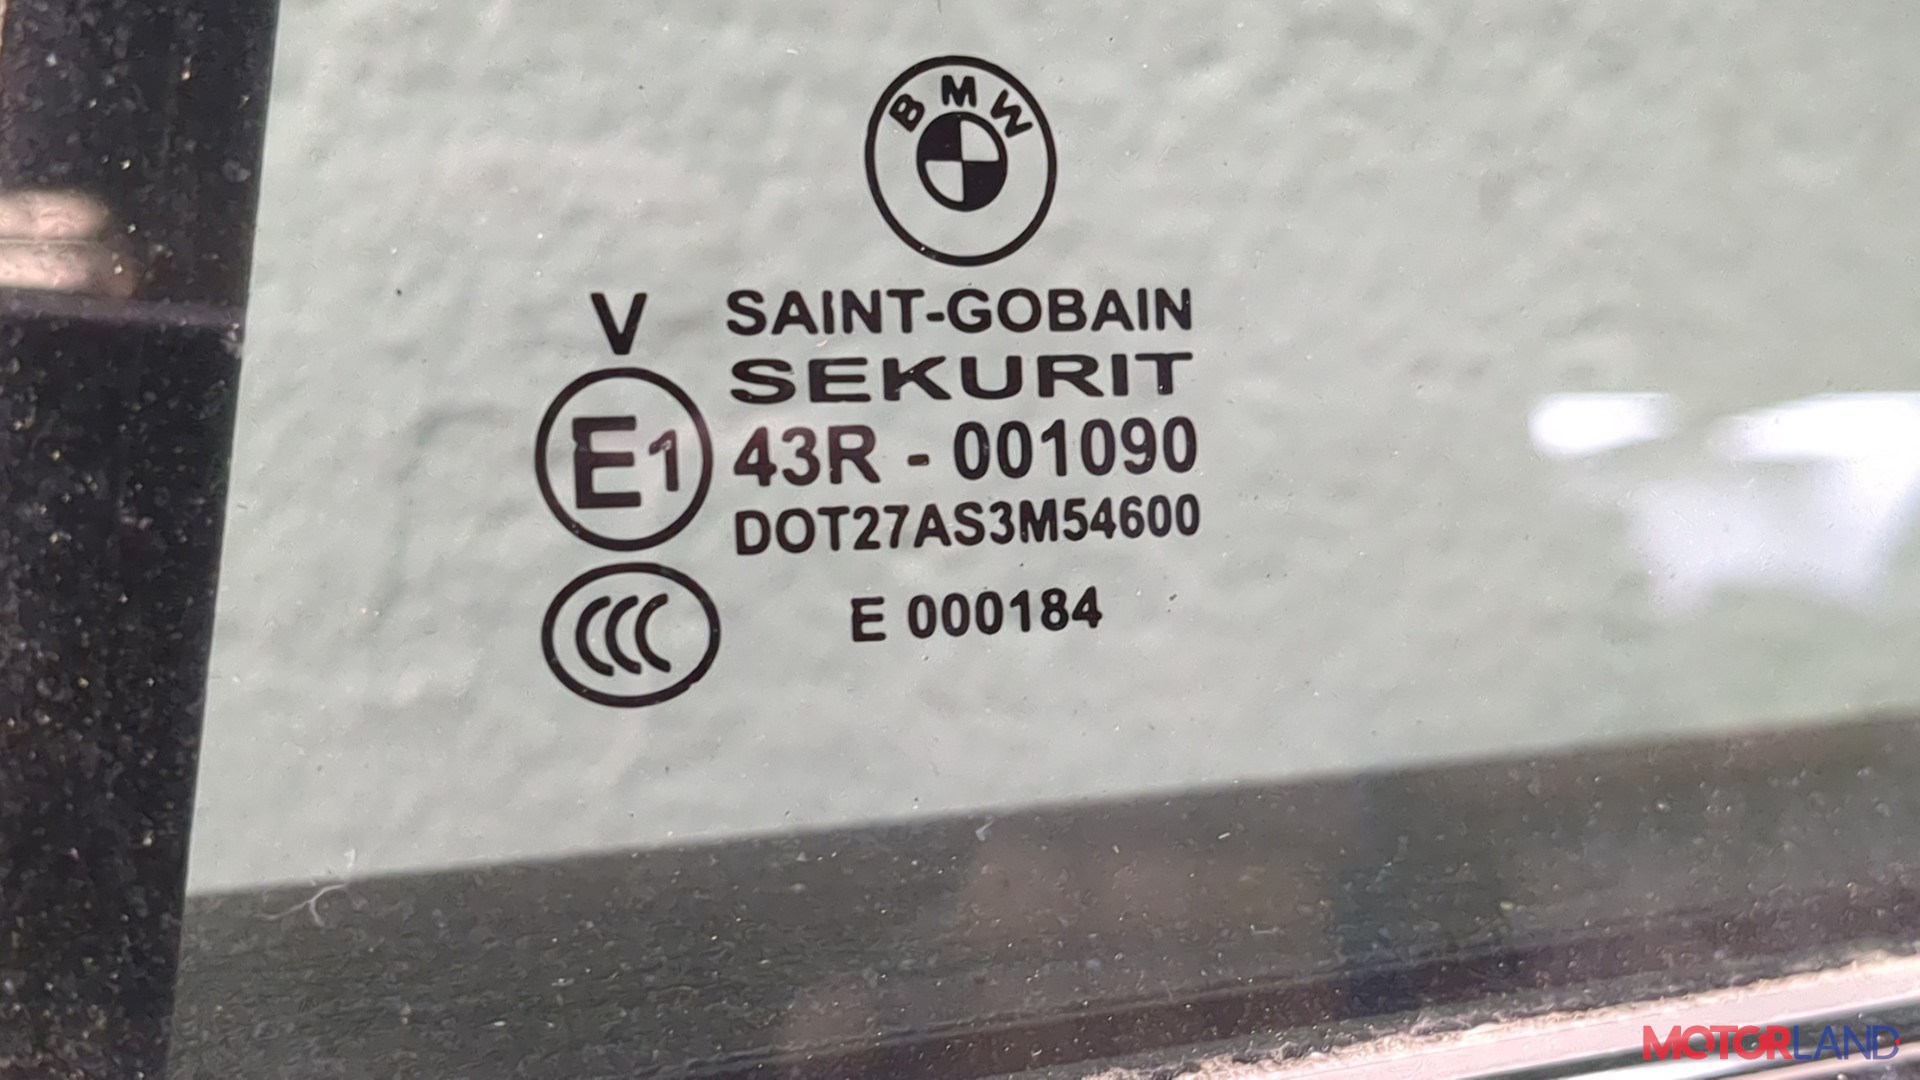 BMW
V SAINT-GOBAIN
SEKURIT
E1 43R - 001090
DOT27AS3M54600
CCC E 000184
MOTORLAND